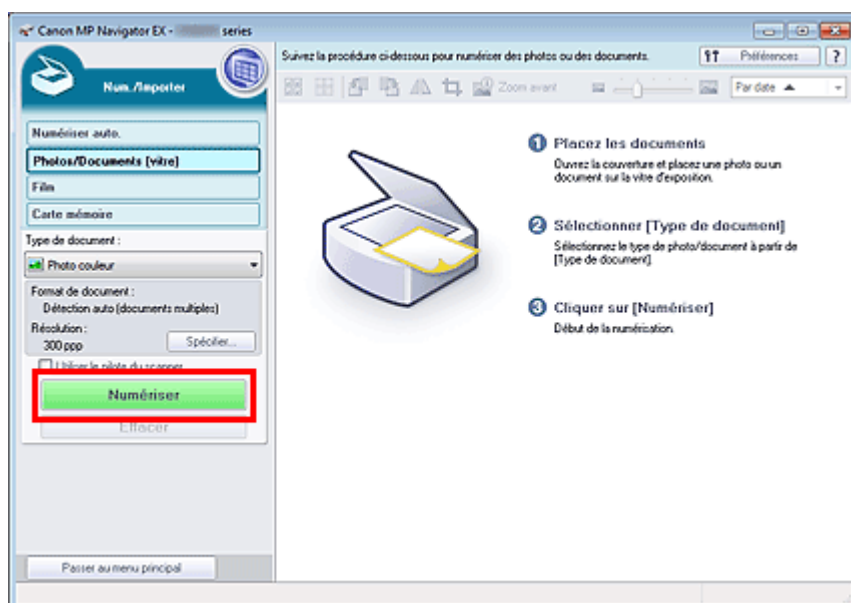 Canon MP Navigator EX - series
Num./Importer
Numériser auto.
Photos/Documents (vitre)
Film
Carte mémoire
Type de document :
Photo couleur
Format de document :
Détection auto (documents multiples)
Résolution :
300 ppp
Spécifier...
Utiliser le pilote du scanner
Numériser
Effacer
Passer au menu principal
Suivez la procédure ci-dessous pour numériser des photos ou des documents.
Préférences
?
Zoom avant
Par date
1 Placez les documents
Ouvrez la couverture et placez une photo ou un
document sur la vitre d'exposition.
2 Sélectionner [Type de document]
Sélectionnez le type de photo/document à partir de
[Type de document].
3 Cliquer sur [Numériser]
Début de la numérisation.